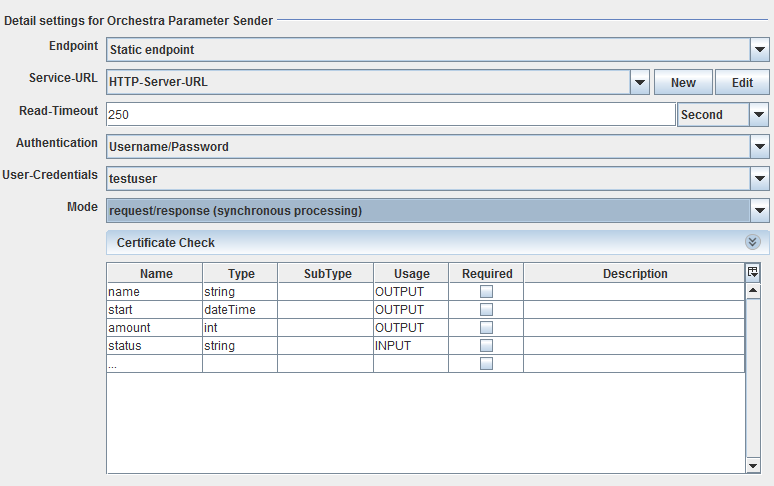 Detail settings for Orchestra Parameter Sender
Endpoint Static endpoint
Service-URL HTTP-Server-URL New Edit
Read-Timeout 250 Second
Authentication Username/Password
User-Credentials testuser
Mode request/response (synchronous processing)
Certificate Check
Name Type SubType Usage Required Description
name string OUTPUT
start dateTime OUTPUT
amount int OUTPUT
status string INPUT
...